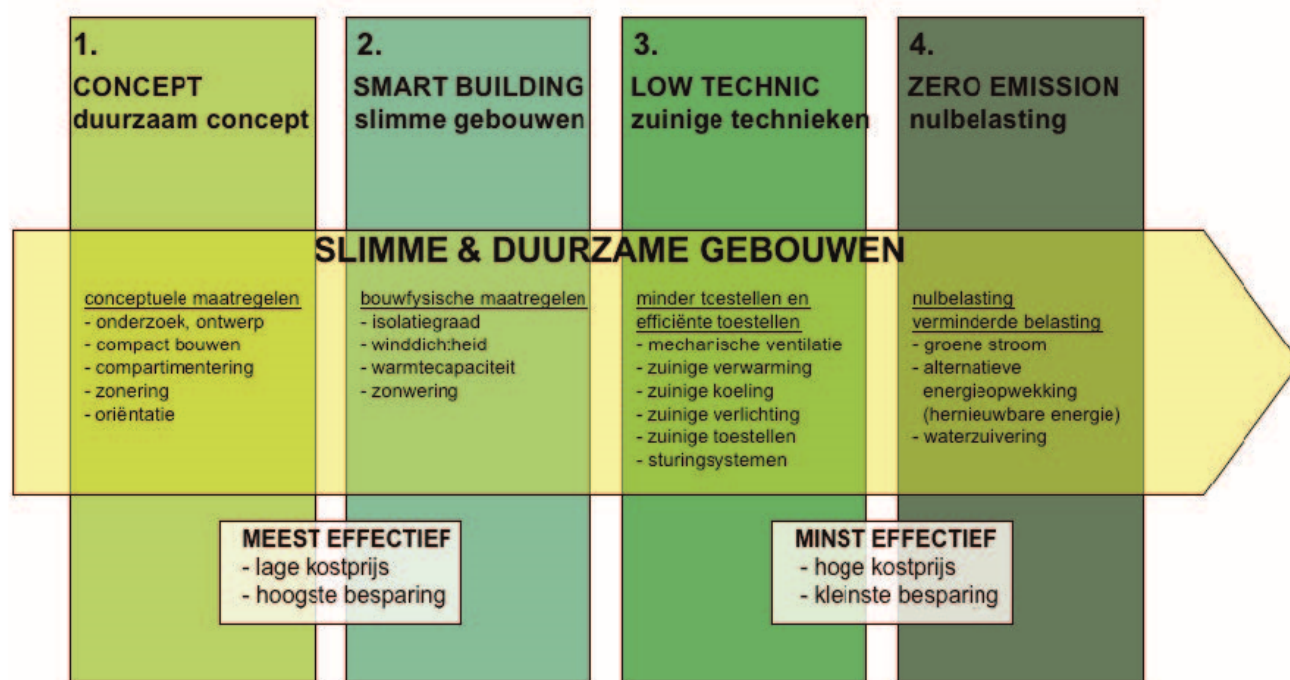 1.
CONCEPT
duurzaam concept
2.
SMART BUILDING
slimme gebouwen
3.
LOW TECHNIC
zuinige technieken
4.
ZERO EMISSION
nulbelasting
SLIMME & DUURZAME GEBOUWEN
conceptuele maatregelen
- onderzoek, ontwerp
- compact bouwen
- compartimentering
- zonering
- oriëntatie
bouwfysische maatregelen
- isolatiegraad
- winddichtheid
- warmtecapaciteit
- zonwering
minder toestellen en
efficiënte toestellen
- mechanische ventilatie
- zuinige verwarming
- zuinige koeling
- zuinige verlichting
- zuinige toestellen
- sturingsystemen
nulbelasting
verminderde belasting
- groene stroom
- alternatieve
energieopwekking
(hernieuwbare energie)
- waterzuivering
MEEST EFFECTIEF
- lage kostprijs
- hoogste besparing
MINST EFFECTIEF
- hoge kostprijs
- kleinste besparing